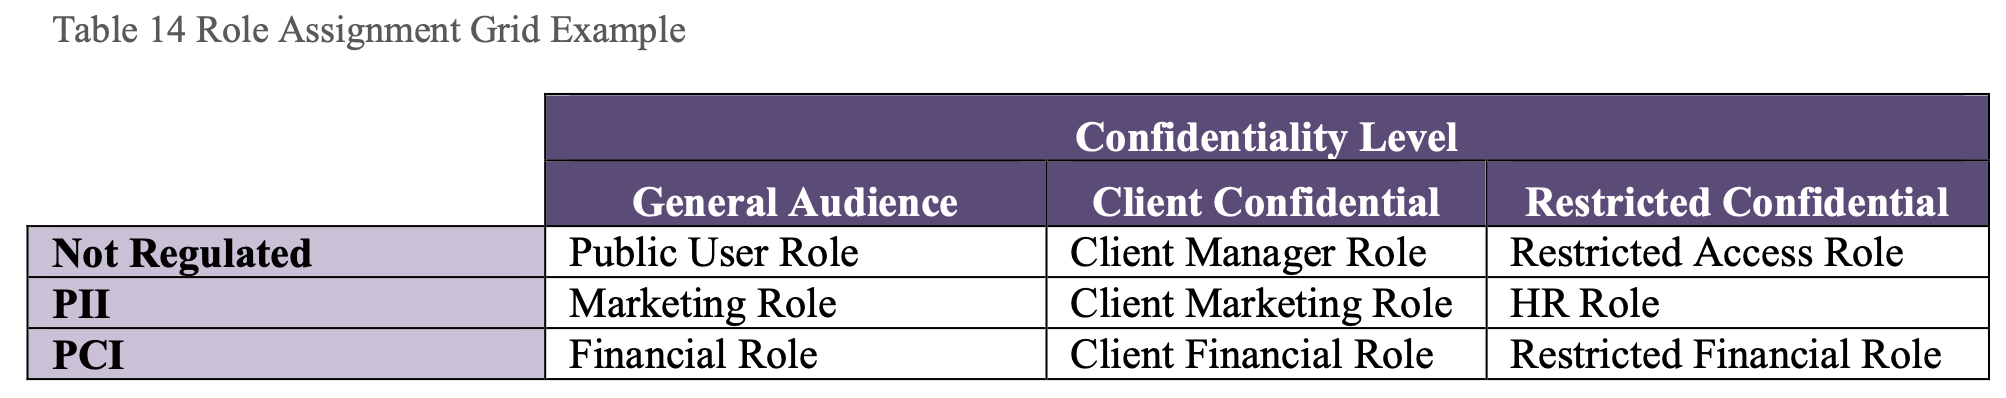 Table 14 Role Assignment Grid Example
Confidentiality Level
General Audience Client Confidential Restricted Confidential
Not Regulated Public User Role Client Manager Role Restricted Access Role
PII Marketing Role Client Marketing Role HR Role
PCI Financial Role Client Financial Role Restricted Financial Role